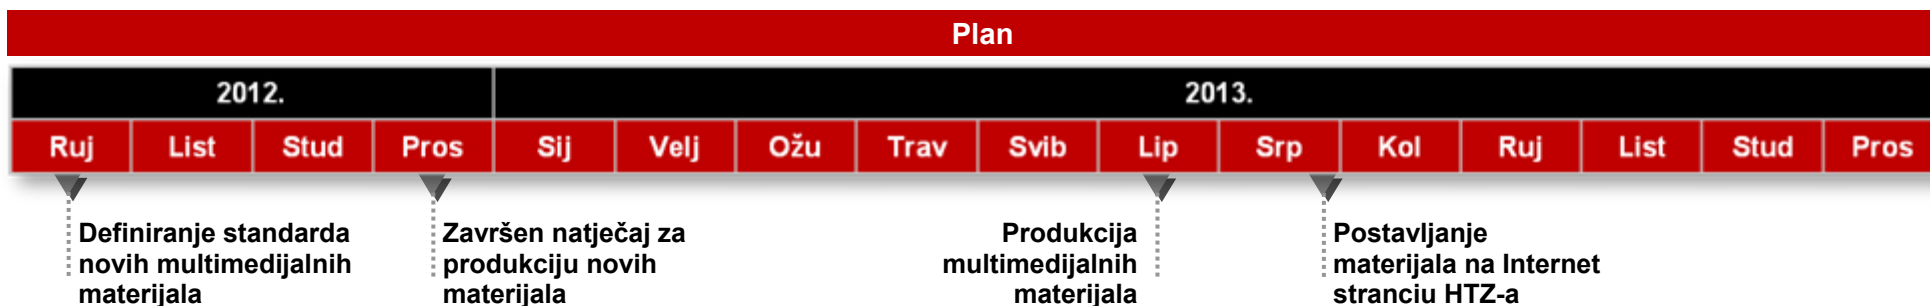 Plan
2012. 2013.
Ruj List Stud Pros Sij Velj Ožu Trav Svib Lip Srp Kol Ruj List Stud Pros
Definiranje standarda
novih multimedijalnih
materijala
Završen natječaj za
produkciju novih
materijala
Produkcija
multimedijalnih
materijala
Postavljanje
materijala na Internet
stranciu HTZ-a